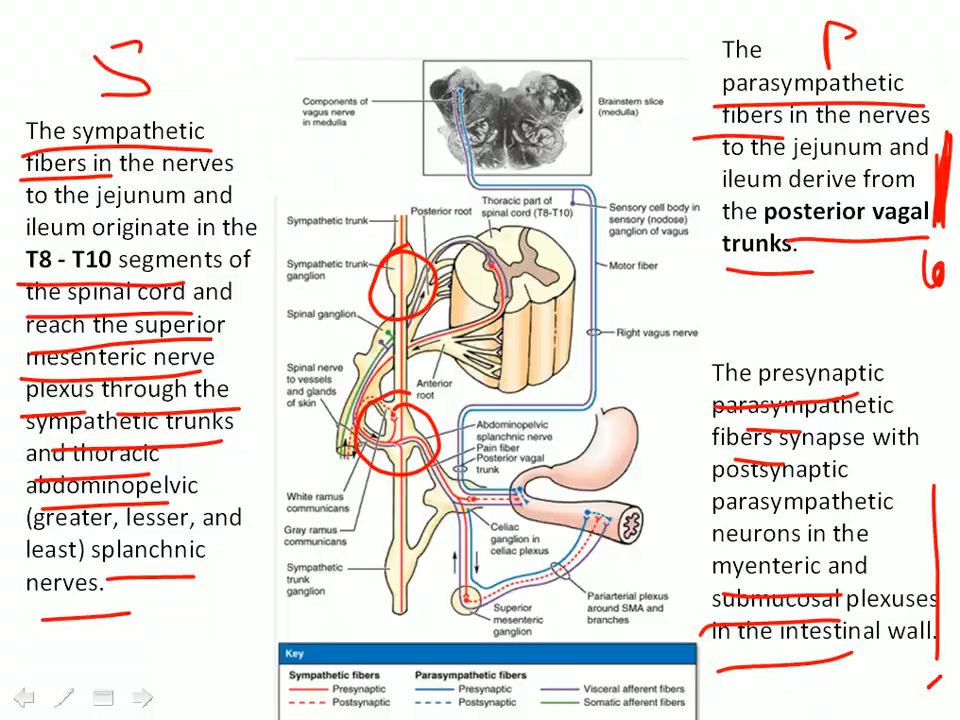 S
The sympathetic
fibers in the nerves
to the jejunum and
ileum originate in the
T8 - T10 segments of
the spinal cord and
reach the superior
mesenteric nerve
plexus through the
sympathetic trunks
and thoracic
abdominopelvic
(greater, lesser, and
least) splanchnic
nerves.
Components of
vagus nerve
in medulla
Brainstem slice
(medulla)
Sympathetic trunk
Posterior root
Thoracic part of
spinal cord (T8-T10)
Sensory cell body in
sensory (nodose)
ganglion of vagus
Sympathetic trunk
ganglion
Motor fiber
Spinal ganglion
Right vagus nerve
Spinal nerve
to vessels
and glands
of skin
Anterior
root
Abdominopelvic
splanchnic nerve
Pain fiber
Posterior vagal
trunk
White ramus
communicans
Gray ramus
communicans
Celiac
ganglion in
celiac plexus
Sympathetic
trunk
ganglion
Superior
mesenteric
ganglion
Periarterial plexus
around SMA and
branches
Key
Sympathetic fibers
Presynaptic
Postsynaptic
Parasympathetic fibers
Presynaptic
Postsynaptic
Visceral afferent fibers
Somatic afferent fibers
P
The
parasympathetic
fibers in the nerves
to the jejunum and
ileum derive from
the posterior vagal
trunks.
The presynaptic
parasympathetic
fibers synapse with
postsynaptic
parasympathetic
neurons in the
myenteric and
submucosal plexuses
in the intestinal wall.